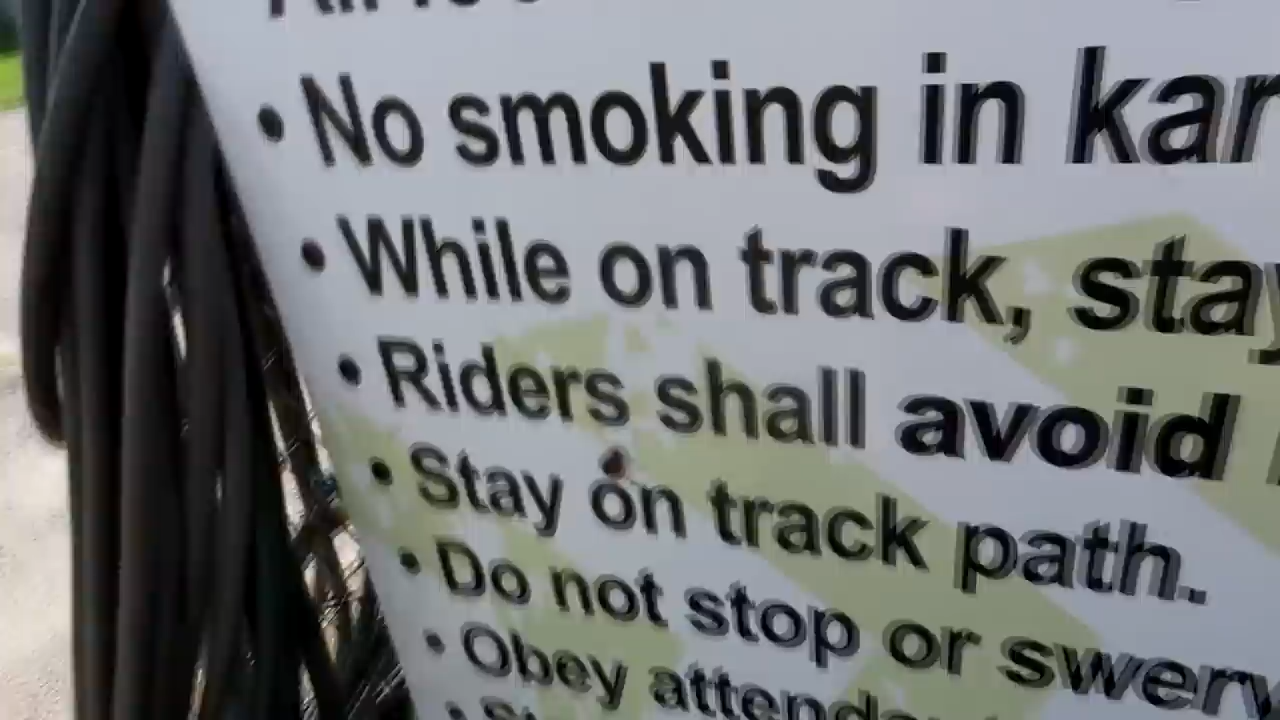 • No smoking in kar
• While on track, stay
• Riders shall avoid
• Stay on track path.
• Do not stop or swerv
• Obey attenda